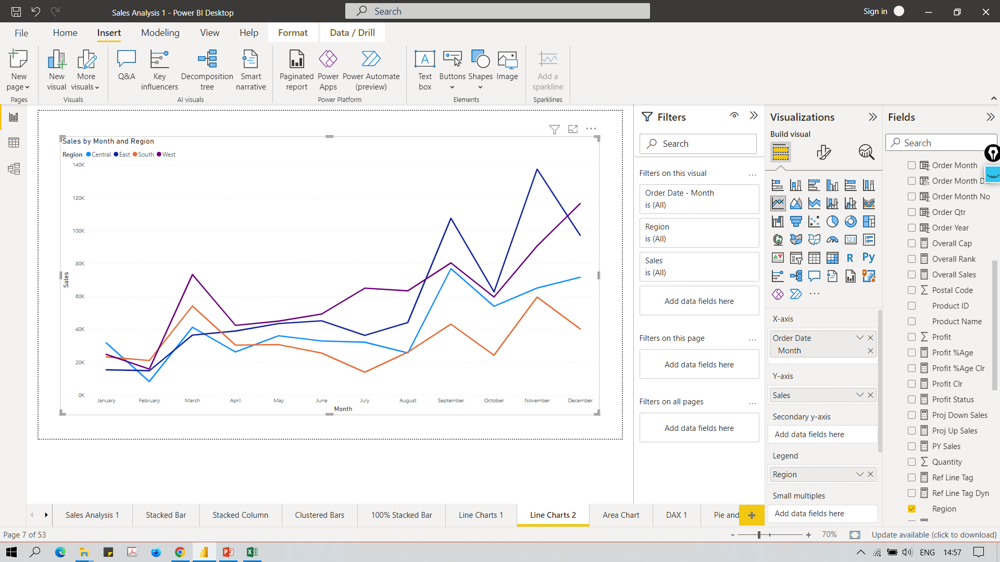 Sales Analysis 1 - Power BI Desktop
Search
Sign in
File
Home
Insert
Modeling
View
Help
Format
Data / Drill
New page
New visual
More visuals
Q&A
Key influencers
Decomposition tree
Smart narrative
Paginated report
Power Apps
Power Automate (preview)
Text box
Buttons
Shapes
Image
Add a sparkline
Pages
Visuals
AI visuals
Power Platform
Elements
Sparklines
Sales by Month and Region
Region Central East South West
140K
120K
100K
80K
60K
40K
20K
0K
Sales
January February March April May June July August September October November December
Month
Filters
Search
Filters on this visual
...
Order Date - Month
is (All)
Region
is (All)
Sales
is (All)
Add data fields here
Filters on this page
...
Add data fields here
Filters on all pages
...
Add data fields here
Visualizations
Build visual
123
R
Py
...
X-axis
Order Date
Month
Y-axis
Sales
Secondary y-axis
Add data fields here
Legend
Region
Small multiples
Add data fields here
Fields
Search
Order Month
Order Month D...
Order Month No
Order Qtr
Order Year
Overall Cap
Overall Rank
Overall Sales
Postal Code
Product ID
Product Name
Profit
Profit %Age
Profit %Age Clr
Profit Clr
Profit Status
Proj Down Sales
Proj Up Sales
PY Sales
Quantity
Ref Line Tag
Ref Line Tag Dyn
Region
Sales Analysis 1
Stacked Bar
Stacked Column
Clustered Bars
100% Stacked Bar
Line Charts 1
Line Charts 2
Area Chart
DAX 1
Pie and
Page 7 of 53
- + 70%
Update available (click to download)
ENG
14:57